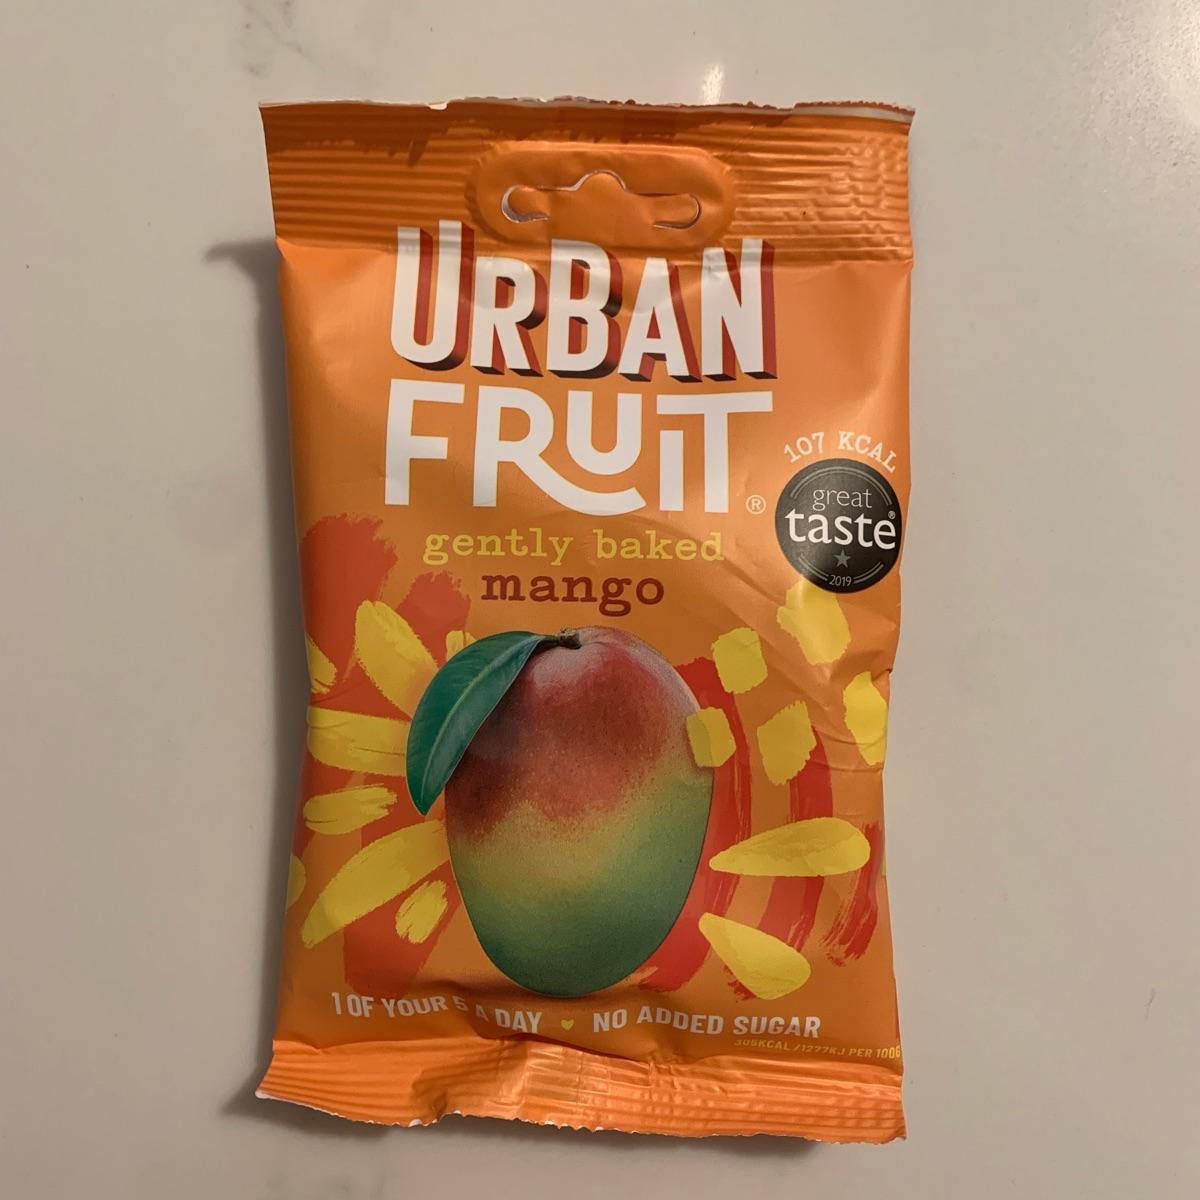 URBAN
FRUIT®
107 KCAL
great
taste®
2019
gently baked
mango
1 OF YOUR 5 A DAY
NO ADDED SUGAR
305KCAL / 1277KJ PER 100G